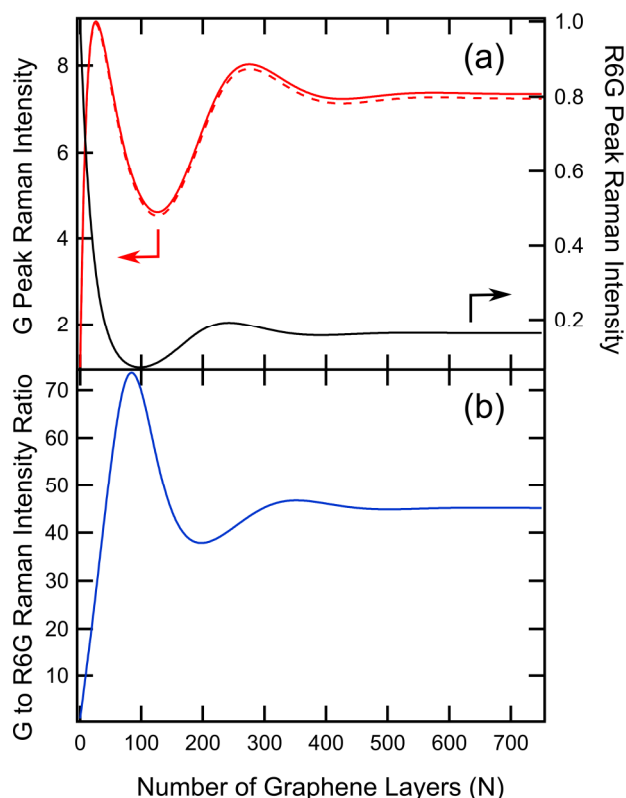 (a)
G Peak Raman Intensity
8
6
4
2
R6G Peak Raman Intensity
1.0
0.8
0.6
0.4
0.2
(b)
G to R6G Raman Intensity Ratio
70
60
50
40
30
20
10
0 100 200 300 400 500 600 700
Number of Graphene Layers (N)